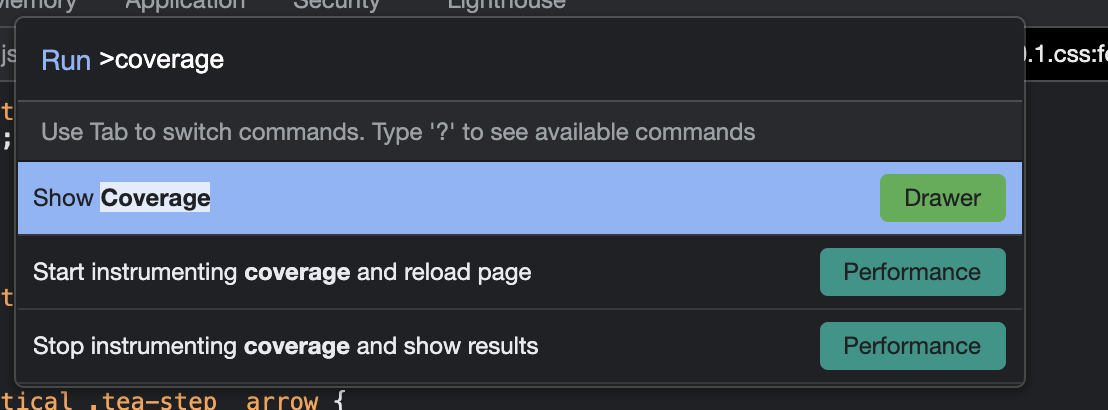 Memory Application Security Lighthouse
js
Run >coverage
.1.css:fe
t
;
Use Tab to switch commands. Type '?' to see available commands
Show Coverage Drawer
Start instrumenting coverage and reload page Performance
t
Stop instrumenting coverage and show results Performance
tical .tea-step__arrow {